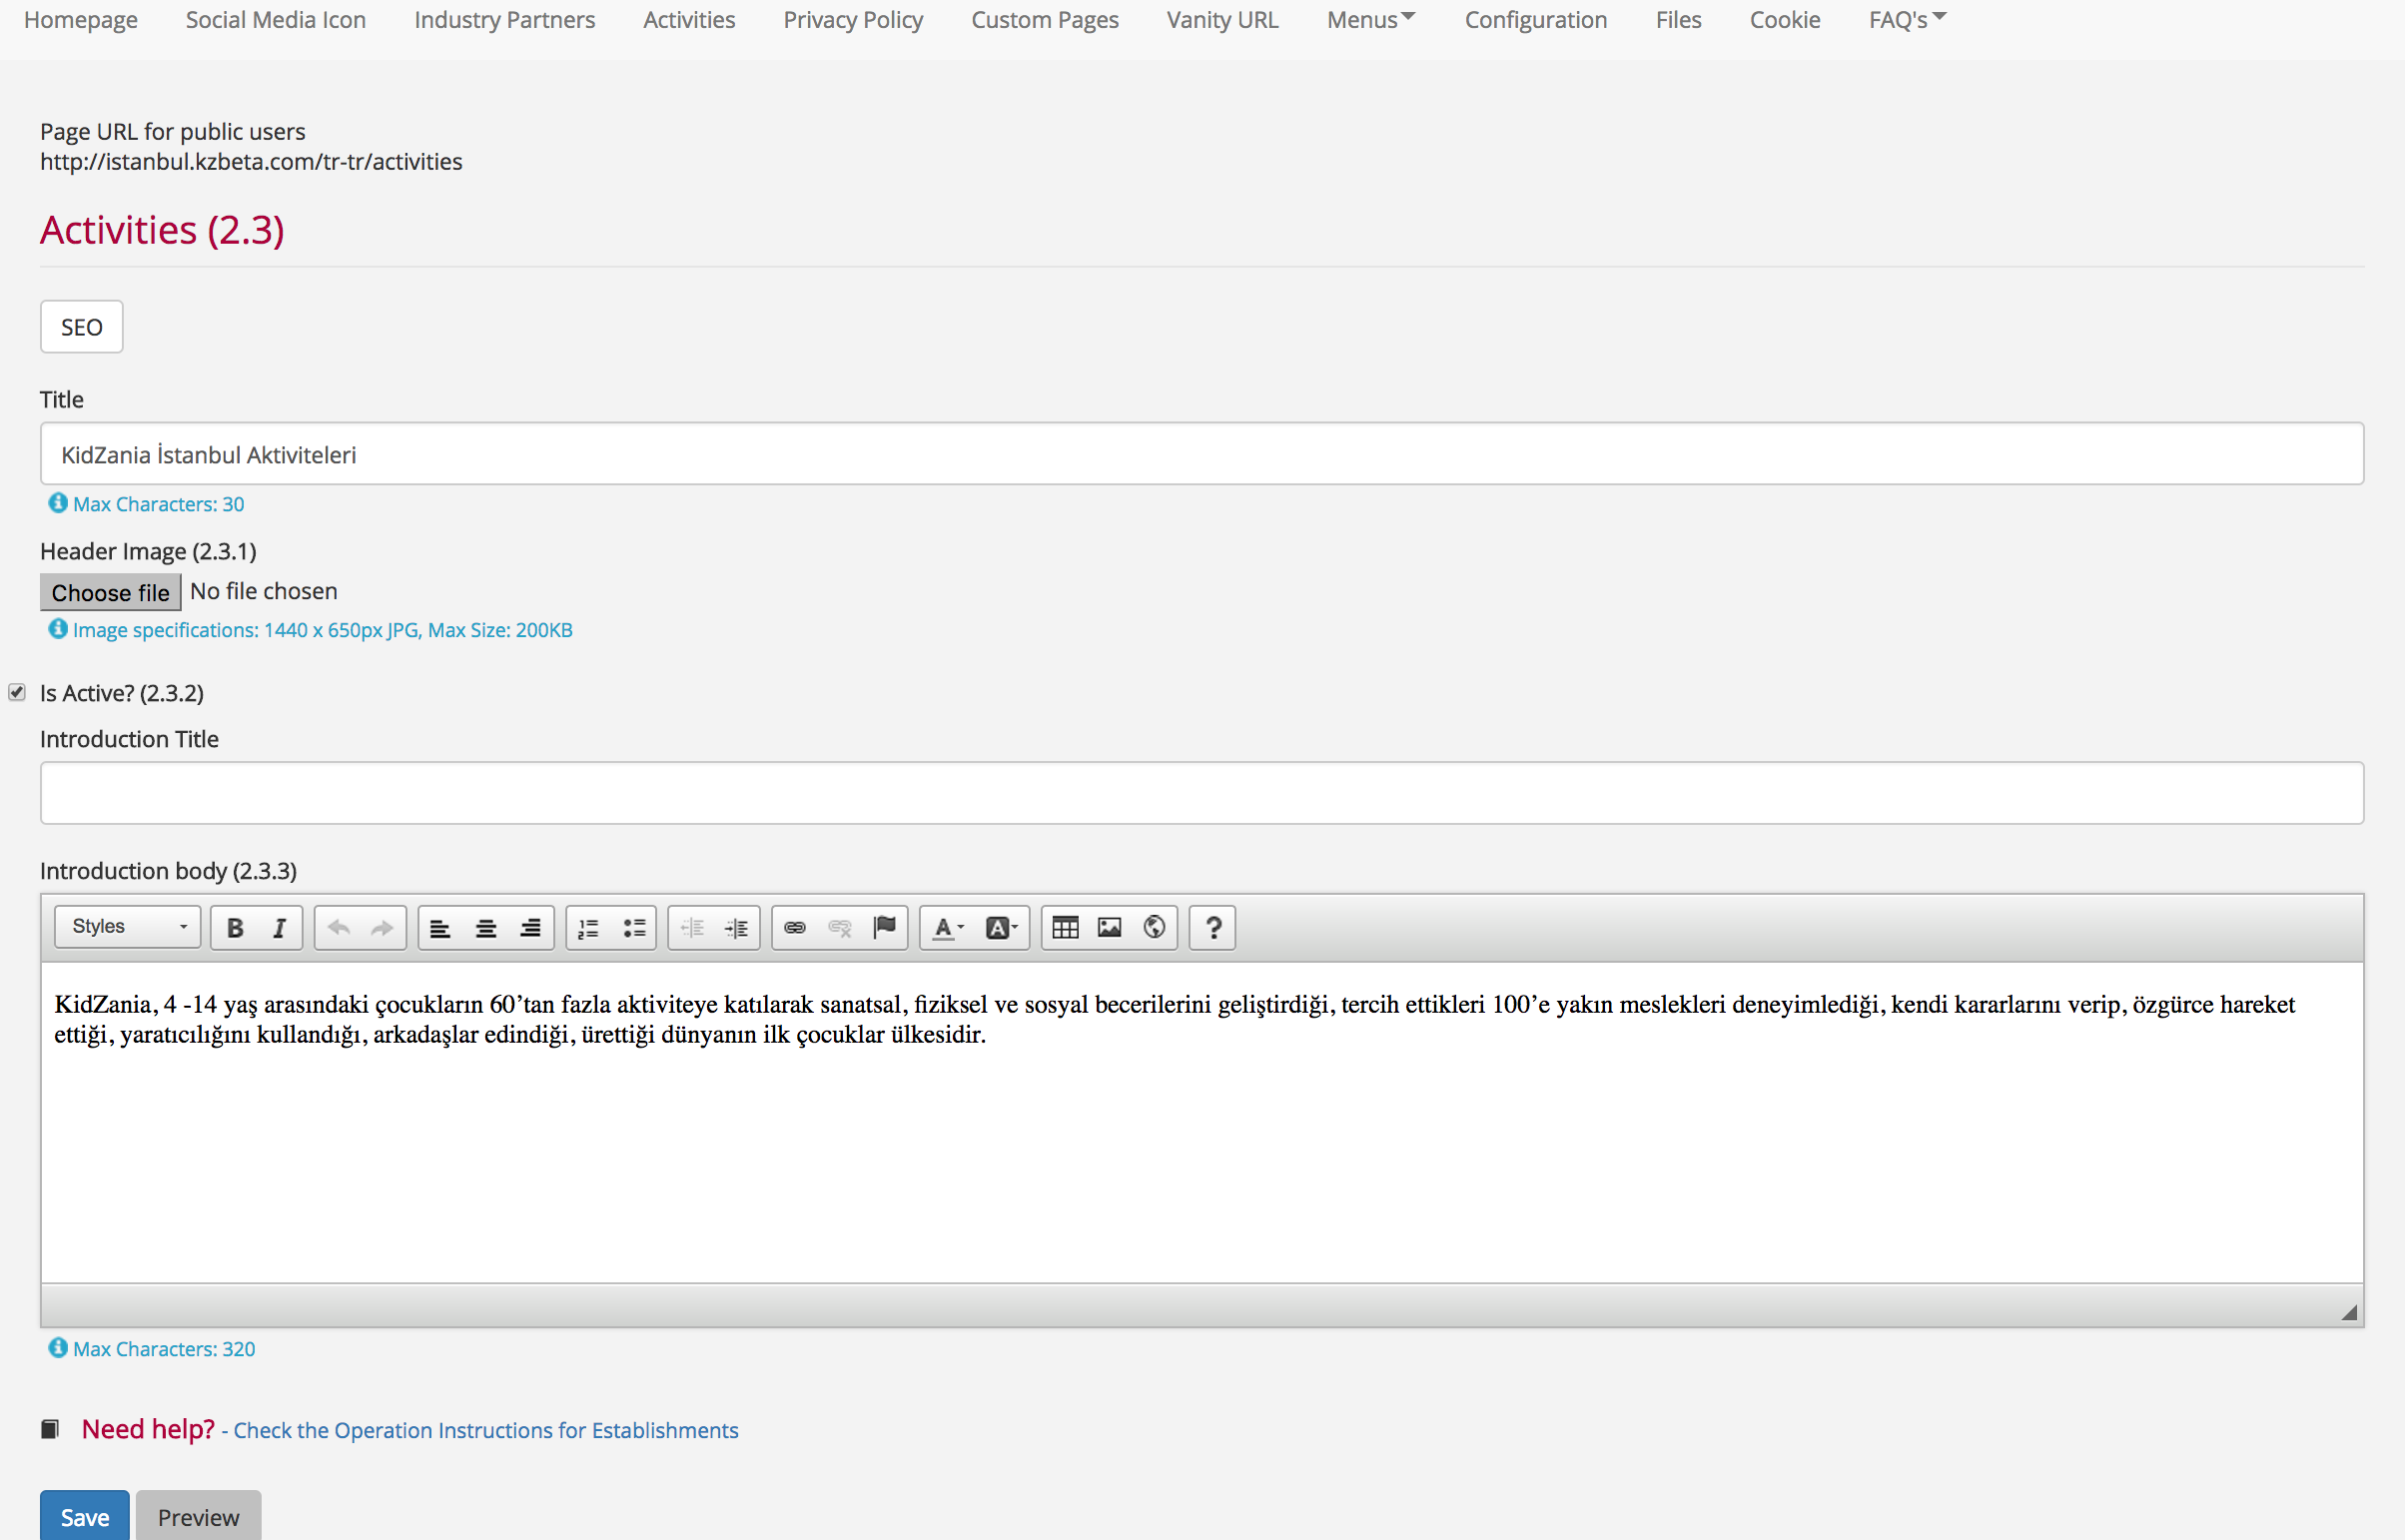 Homepage Social Media Icon Industry Partners Activities Privacy Policy Custom Pages Vanity URL Menus Configuration Files Cookie FAQ's
Page URL for public users
http://istanbul.kzbeta.com/tr-tr/activities
Activities (2.3)
SEO
Title
KidZania İstanbul Aktiviteleri
Max Characters: 30
Header Image (2.3.1)
Choose file No file chosen
Image specifications: 1440 x 650px JPG, Max Size: 200KB
Is Active? (2.3.2)
Introduction Title
Introduction body (2.3.3)
Styles B I A A ?
KidZania, 4 -14 yaş arasındaki çocukların 60’tan fazla aktiviteye katılarak sanatsal, fiziksel ve sosyal becerilerini geliştirdiği, tercih ettikleri 100’e yakın meslekleri deneyimlediği, kendi kararlarını verip, özgürce hareket
ettiği, yaratıcılığını kullandığı, arkadaşlar edindiği, ürettiği dünyanın ilk çocuklar ülkesidir.
Max Characters: 320
Need help? - Check the Operation Instructions for Establishments
Save Preview